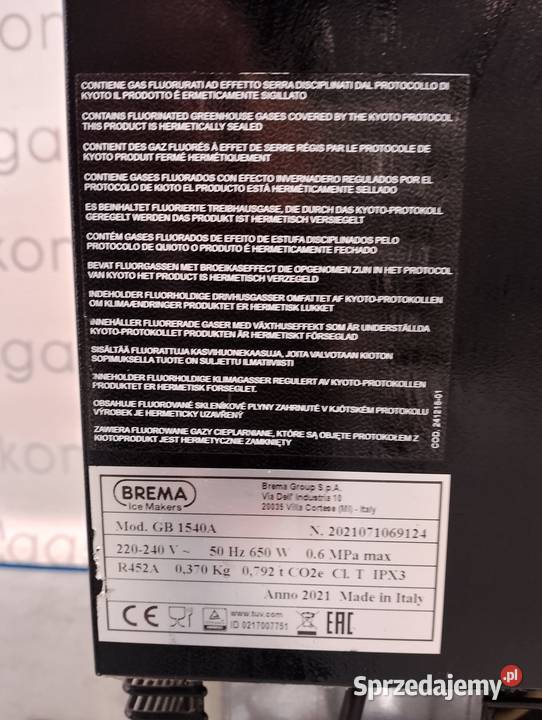 CONTIENE GAS FLUORURATI AD EFFETTO SERRA DISCIPLINATI DAL PROTOCOLLO DI
KYOTO IL PRODOTTO É ERMETICAMENTE SIGILLATO
CONTAINS FLUORINATED GREENHOUSE GASES COVERED BY THE KYOTO PROTOCOL
THIS PRODUCT IS HERMETICALLY SEALED
CONTIENT DES GAZ FLUORÉS À EFFET DE SERRE RÉGIS PAR LE PROTOCOLE DE
KYOTO PRODUIT FERMÉ HERMÉTIQUEMENT
CONTIENE GASES FLUORADOS CON EFECTO INVERNADERO REGULADOS POR EL
PROTOCOLO DE KIOTO EL PRODUCTO ESTÁ HERMÉTICAMENTE SELLADO
ES BEINHALTET FLUORIERTE TREIBHAUSGASE, DIE DURCH DAS KYOTO-PROTOKOLL
GEREGELT WERDEN DAS PRODUKT IST HERMETISCH VERSIEGELT
CONTÉM GASES FLUORADOS DE EFEITO DE ESTUFA DISCIPLINADOS PELO
PROTOCOLO DE QUIOTO O PRODUTO É HERMETICAMENTE FECHADO
BEVAT FLUORGASSEN MET BROEIKASEFFECT DIE OPGENOMEN ZIJN IN HET PROTOCOL
VAN KYOTO HET PRODUCT IS HERMETISCH VERZEGELD
INDEHOLDER FLUORHOLDIGE DRIVHUSGASSER OMFATTET AF KYOTO-PROTOKOLLEN
OM KLIMAÆNDRINGER PRODUKTET ER HERMETISK LUKKET
INNEHÅLLER FLUORERADE GASER MED VÄXTHUSEFFEKT SOM ÄR UNDERSTÄLLDA
KYOTO-PROTOKOLLET PRODUKTEN ÄR HERMETISKT FÖRSEGLAD
SISÄLTÄÄ FLUORATTUJA KASVIHUONEKAASUJA, JOITA VALVOTAAN KIOTON
SOPIMUKSELLA TUOTE ON SULJETTU ILMATIIVISTI
INNEHOLDER FLUORHOLDIGE KLIMAGASSER REGULERT AV KYOTO-PROTOKOLLEN
PRODUKTET ER HERMETISK FORSEGLET.
OBSAHUJE FLUOROVANÉ SKLENÍKOVÉ PLYNY ZAHRNUTÉ V KJÓTSKÉM PROTOKOLU
VÝROBEK JE HERMETICKY UZAVŘENÝ
ZAWIERA FLUOROWANE GAZY CIEPLARNIANE, KTÓRE SĄ OBJĘTE PROTOKOŁEM Z
KIOTOPRODUKT JEST HERMETYCZNIE ZAMKNIĘTY
COD. 241218-01
BREMA
Ice Makers
Brema Group S.p.A.
Via Dell' Industria 10
20035 Villa Cortese (MI) - Italy
Mod. GB 1540A N. 2021071069124
220-240 V ~ 50 Hz 650 W 0.6 MPa max
R452A 0,370 Kg 0,792 t CO2e Cl. T IPX3
Anno 2021 Made in Italy
CE
www.tuv.com
ID 0217007751
EAC
Sprzedajemy.pl